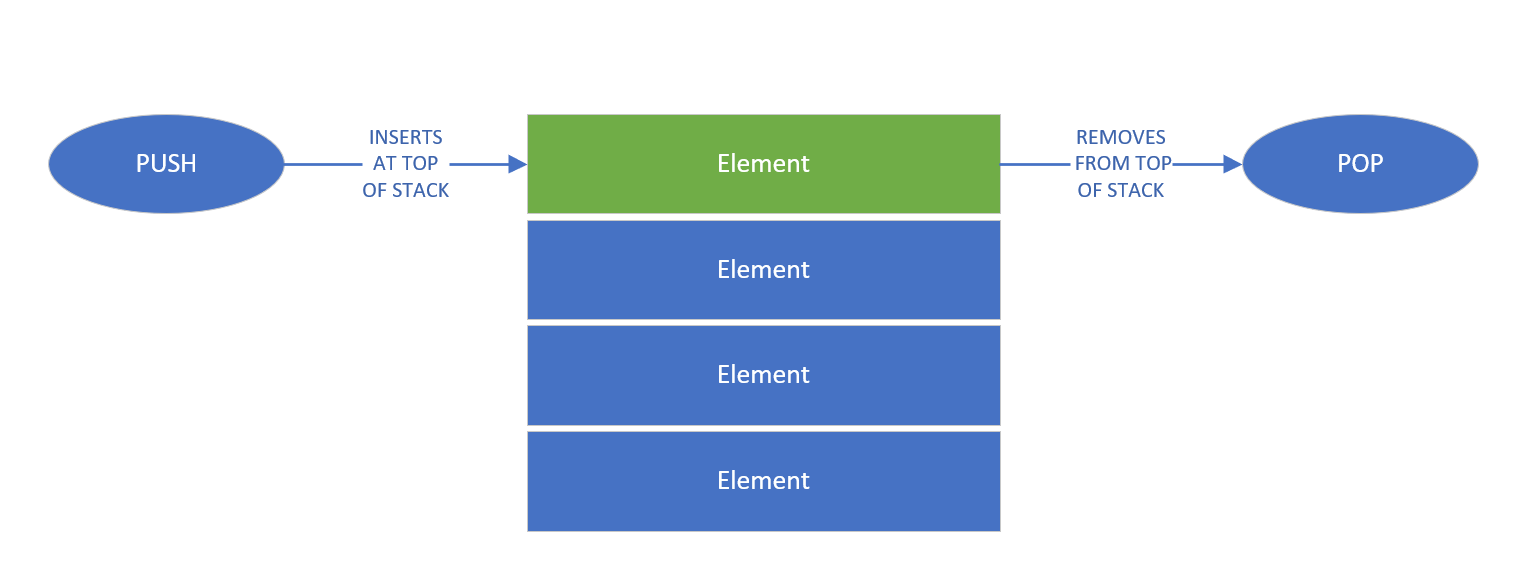 PUSH
INSERTS
AT TOP
OF STACK
Element
REMOVES
FROM TOP
OF STACK
POP
Element
Element
Element